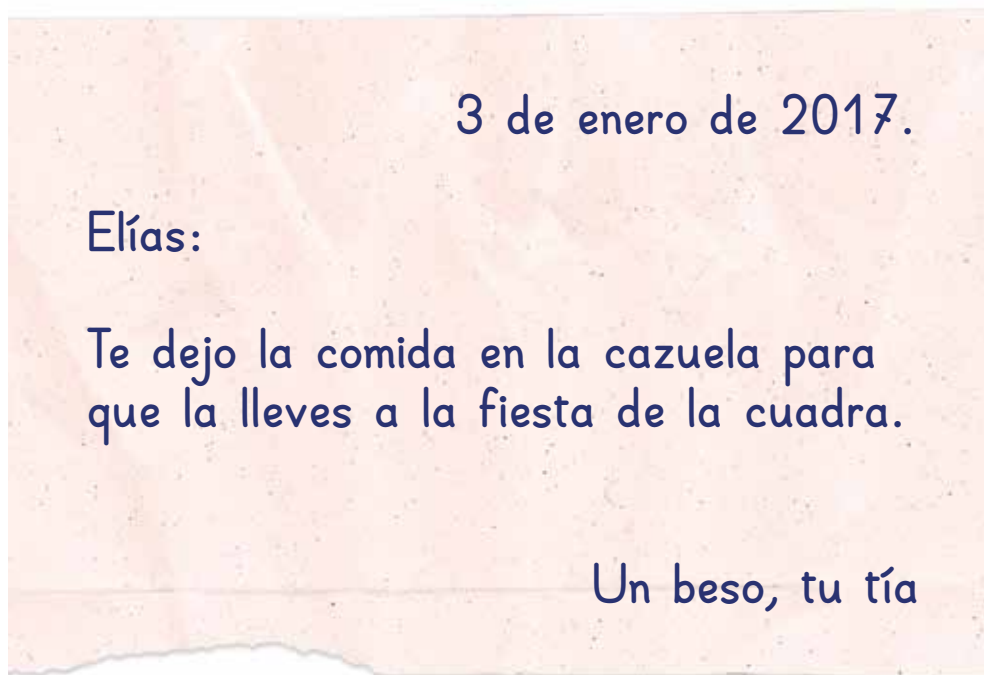 3 de enero de 2017.
Elías:
Te dejo la comida en la cazuela para
que la lleves a la fiesta de la cuadra.
Un beso, tu tía